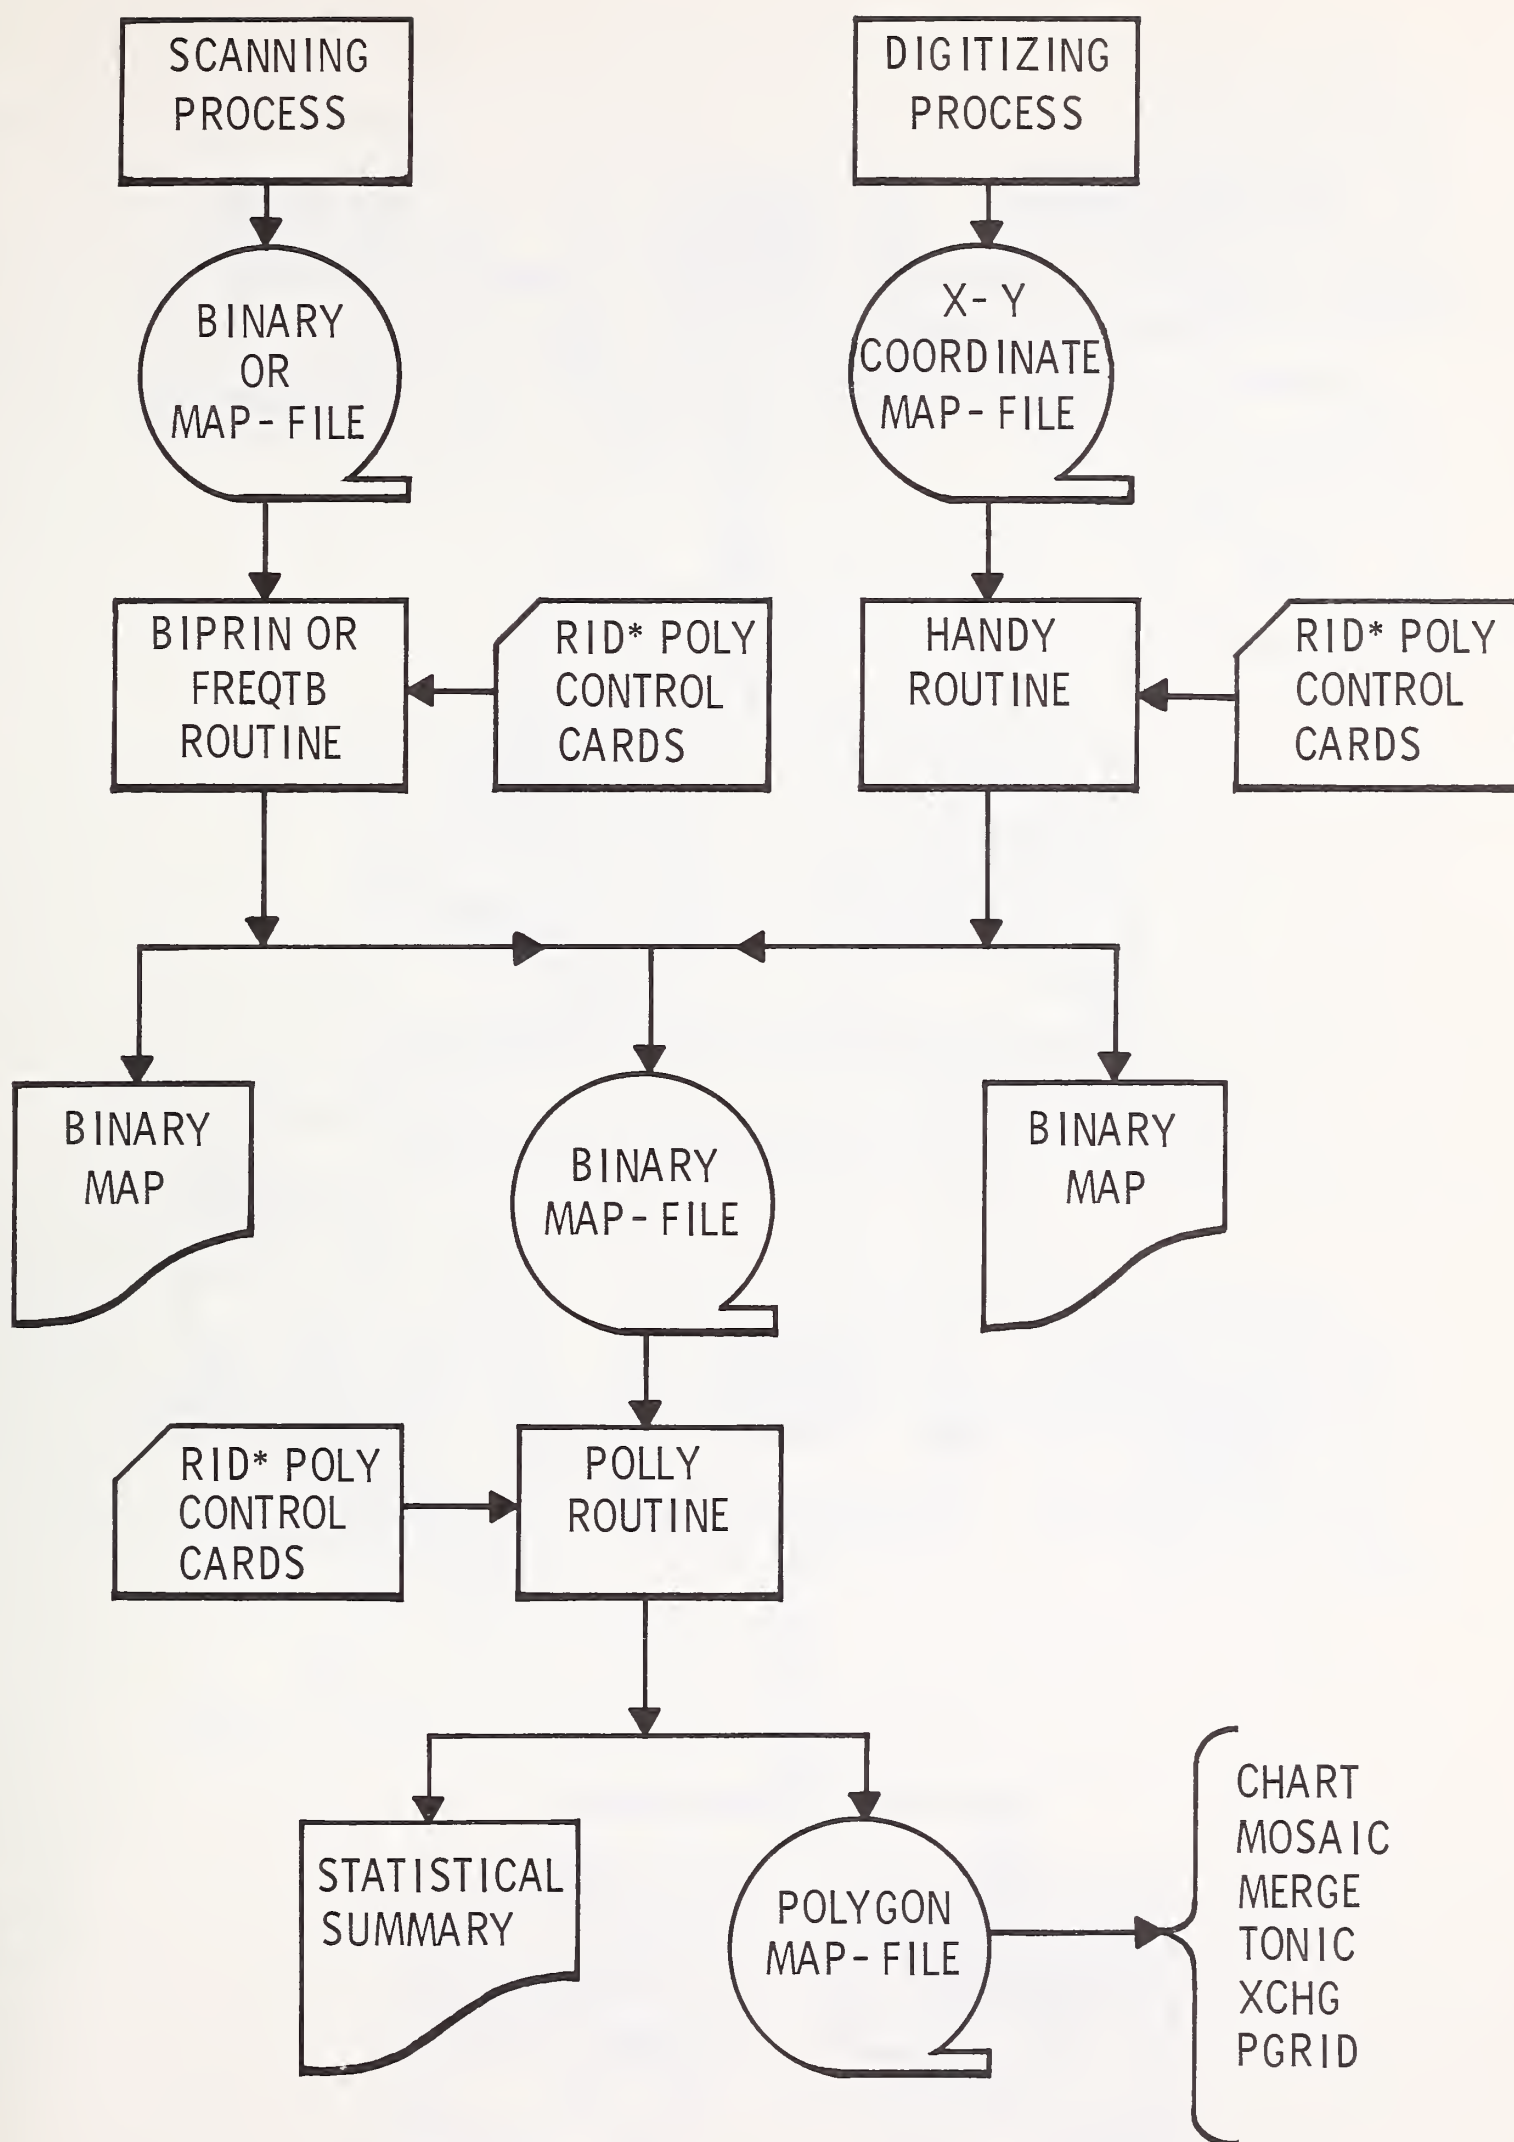 SCANNING
PROCESS
DIGITIZING
PROCESS
BINARY
OR
MAP-FILE
X-Y
COORDINATE
MAP-FILE
BIPRIN OR
FREQTB
ROUTINE
RID* POLY
CONTROL
CARDS
HANDY
ROUTINE
RID* POLY
CONTROL
CARDS
BINARY
MAP
BINARY
MAP-FILE
BINARY
MAP
RID* POLY
CONTROL
CARDS
POLLY
ROUTINE
STATISTICAL
SUMMARY
POLYGON
MAP-FILE
CHART
MOSAIC
MERGE
TONIC
XCHG
PGRID